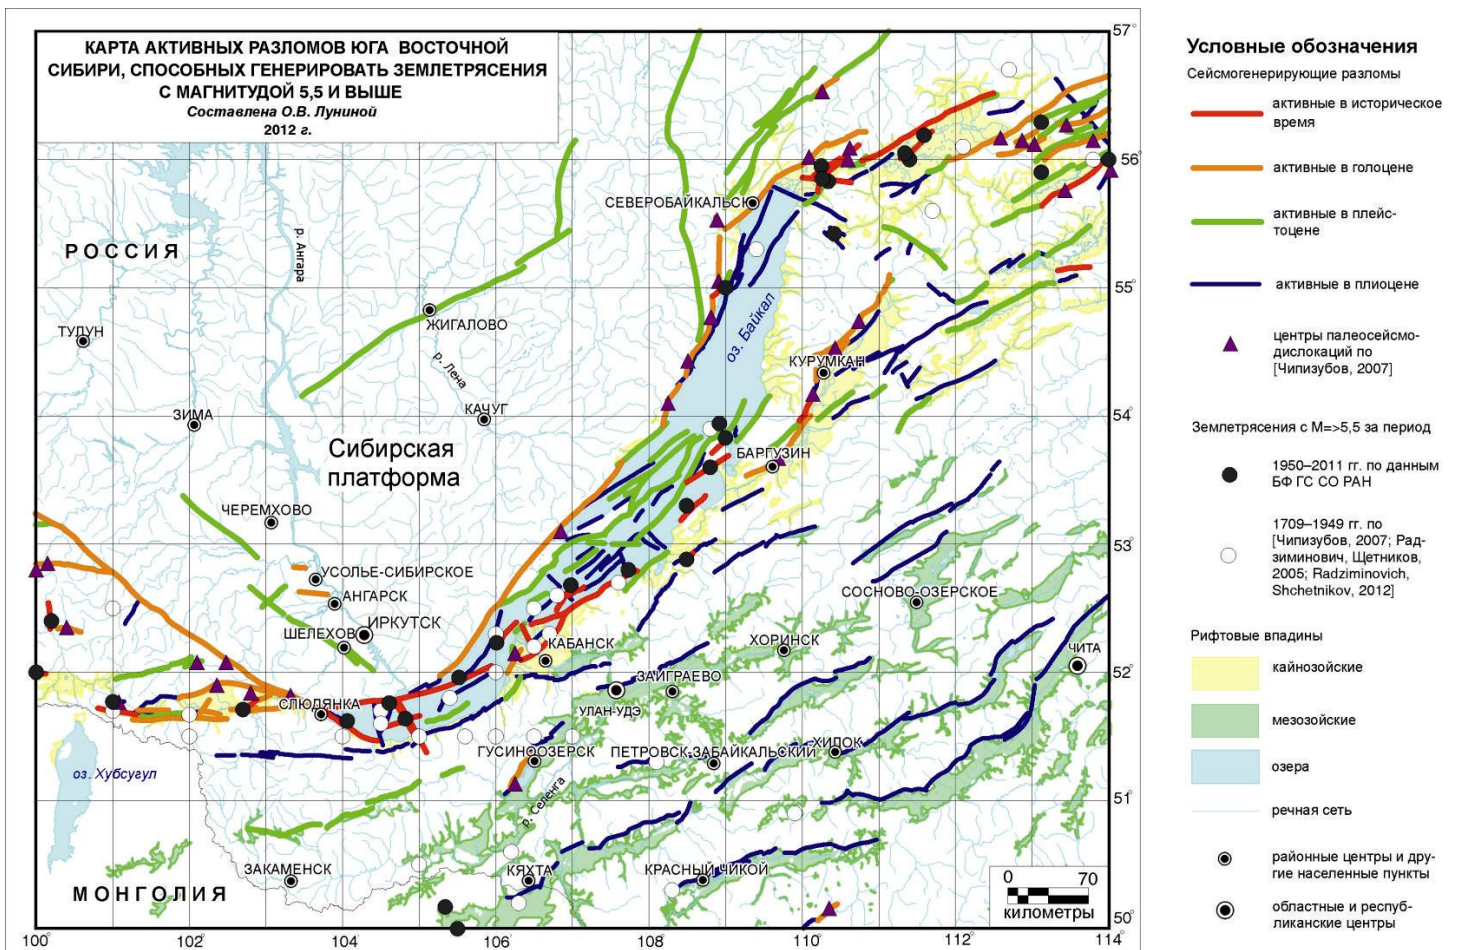 КАРТА АКТИВНЫХ РАЗЛОМОВ ЮГА ВОСТОЧНОЙ
СИБИРИ, СПОСОБНЫХ ГЕНЕРИРОВАТЬ ЗЕМЛЕТРЯСЕНИЯ
С МАГНИТУДОЙ 5,5 И ВЫШЕ
Составлена О.В. Луниной
2012 г.
57°
56°
55°
54°
53°
52°
51°
50°
100°
102°
104°
106°
108°
110°
112°
114°
РОССИЯ
р. Ангара
СЕВЕРОБАЙКАЛЬСК
ТУЛУН
ЖИГАЛОВО
р. Лена
оз. Байкал
КУРУМКАН
ЗИМА
КАЧУГ
Сибирская
платформа
БАРГУЗИН
ЧЕРЕМХОВО
УСОЛЬЕ-СИБИРСКОЕ
АНГАРСК
ИРКУТСК
ШЕЛЕХОВ
СОСНОВО-ОЗЕРСКОЕ
КАБАНСК
ХОРИНСК
ЧИТА
ЗАИГРАЕВО
СЛЮДЯНКА
УЛАН-УДЭ
ГУСИНООЗЕРСК
ПЕТРОВСК-ЗАБАЙКАЛЬСКИЙ
ХИЛОК
оз. Хубсугул
р. Селенга
ЗАКАМЕНСК
КЯХТА
КРАСНЫЙ ЧИКОЙ
МОНГОЛИЯ
0 70
километры
Условные обозначения
Сейсмогенерирующие разломы
активные в историческое
время
активные в голоцене
активные в плейс-
тоцене
активные в плиоцене
центры палеосейсмо-
дислокаций по
[Чипизубов, 2007]
Землетрясения с М=>5,5 за период
1950–2011 гг. по данным
БФ ГС СО РАН
1709–1949 гг. по
[Чипизубов, 2007; Рад-
зиминович, Щетников,
2005; Radziminovich,
Shchetnikov, 2012]
Рифтовые впадины
кайнозойские
мезозойские
озера
речная сеть
районные центры и дру-
гие населенные пункты
областные и респуб-
ликанские центры